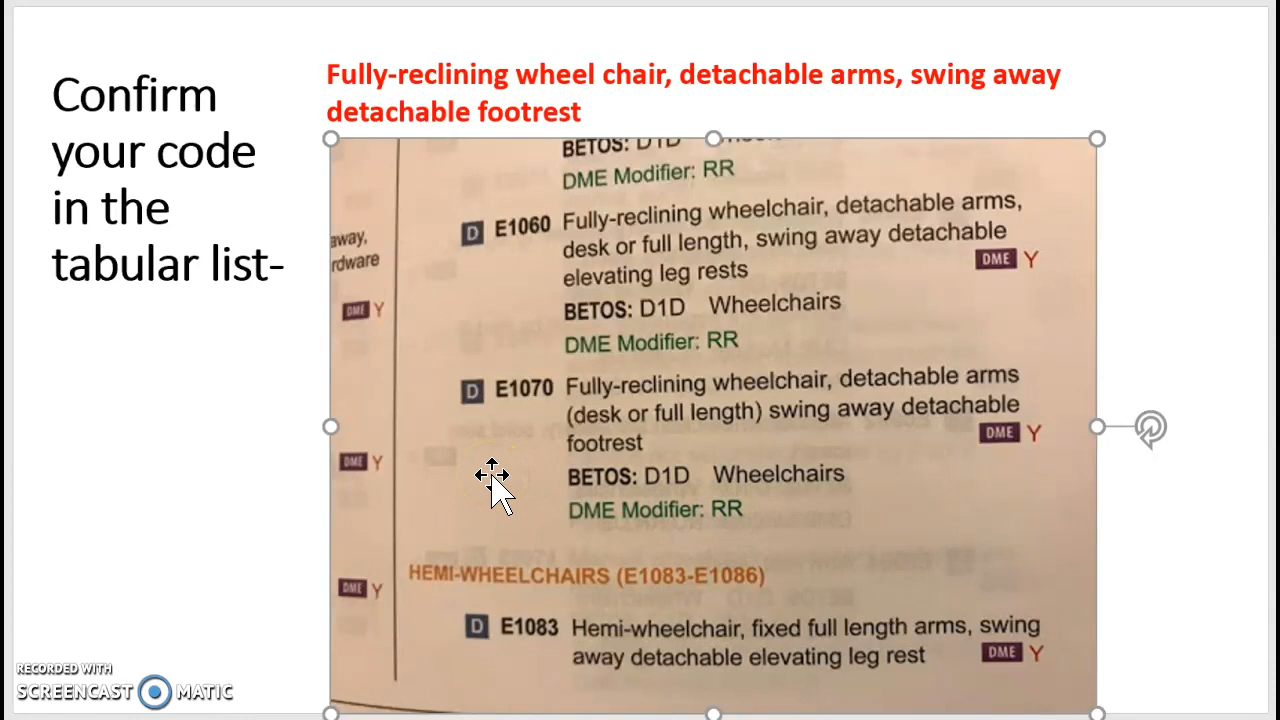 Confirm
your code
in the
tabular list-
Fully-reclining wheel chair, detachable arms, swing away
detachable footrest
BETOS: D1D
DME Modifier: RR
away,
rdware
DME Y
DME Y
DME Y
D E1060 Fully-reclining wheelchair, detachable arms,
desk or full length, swing away detachable
elevating leg rests DME Y
BETOS: D1D Wheelchairs
DME Modifier: RR
D E1070 Fully-reclining wheelchair, detachable arms
(desk or full length) swing away detachable
footrest DME Y
BETOS: D1D Wheelchairs
DME Modifier: RR
HEMI-WHEELCHAIRS (E1083-E1086)
D E1083 Hemi-wheelchair, fixed full length arms, swing
away detachable elevating leg rest DME Y
RECORDED WITH
SCREENCAST MATIC